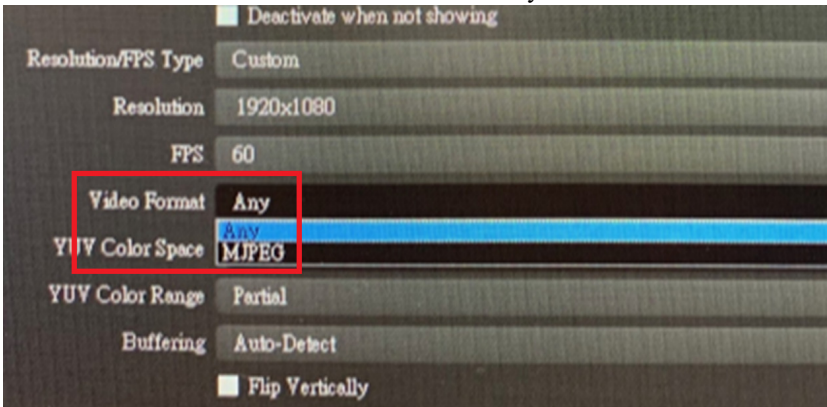 Deactivate when not showing
Resolution/FPS Type Custom
Resolution 1920x1080
FPS 60
Video Format Any
Any
YUV Color Space MJPEG
YUV Color Range Partial
Buffering Auto-Detect
Flip Vertically